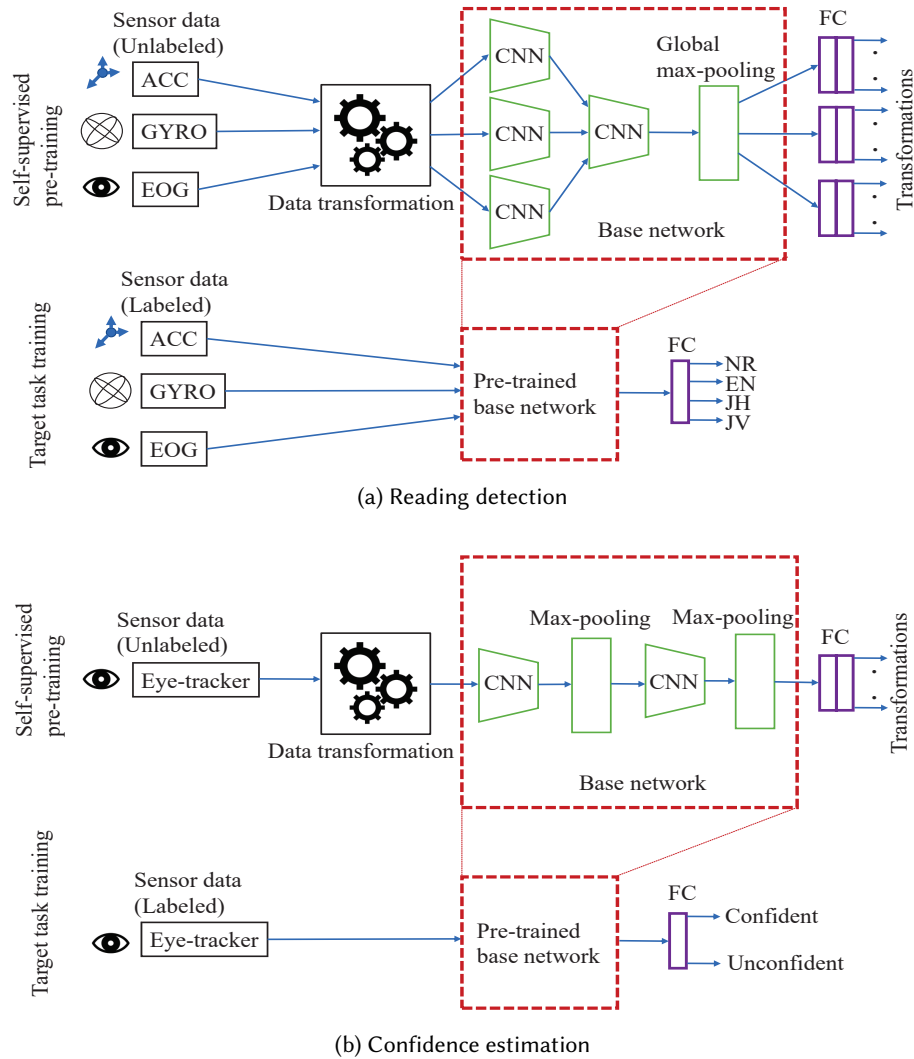 Self-supervised
pre-training
Sensor data
(Unlabeled)
ACC
GYRO
EOG
Data transformation
CNN
CNN
CNN
CNN
Global
max-pooling
Base network
FC
Transformations
Target task training
Sensor data
(Labeled)
ACC
GYRO
EOG
Pre-trained
base network
FC
NR
EN
JH
JV
(a) Reading detection
Self-supervised
pre-training
Sensor data
(Unlabeled)
Eye-tracker
Data transformation
CNN
Max-pooling
CNN
Max-pooling
Base network
FC
Transformations
Target task training
Sensor data
(Labeled)
Eye-tracker
Pre-trained
base network
FC
Confident
Unconfident
(b) Confidence estimation